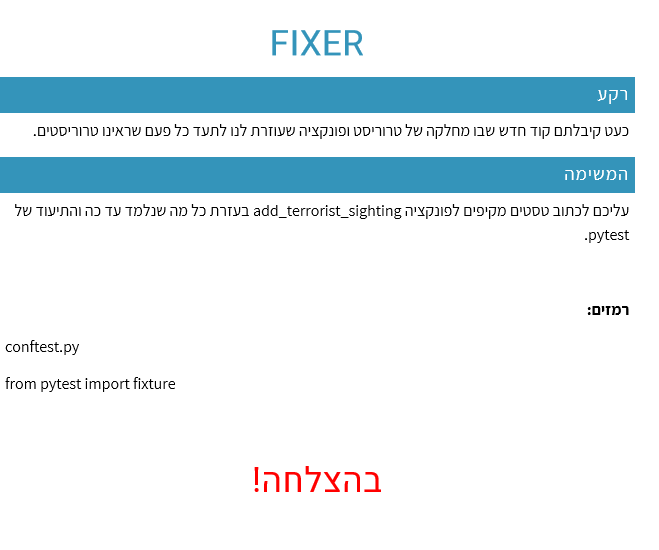 FIXER
רקע
כעט קיבלתם קוד חדש שבו מחלקה של טרוריסט ופונקציה שעוזרת לנו לתעד כל פעם שראינו טרוריסטים.
המשימה
עליכם לכתוב טסטים מקיפים לפונקציה add_terrorist_sighting בעזרת כל מה שנלמד עד כה והתיעוד של
pytest.
רמזים:
conftest.py
from pytest import fixture
בהצלחה!